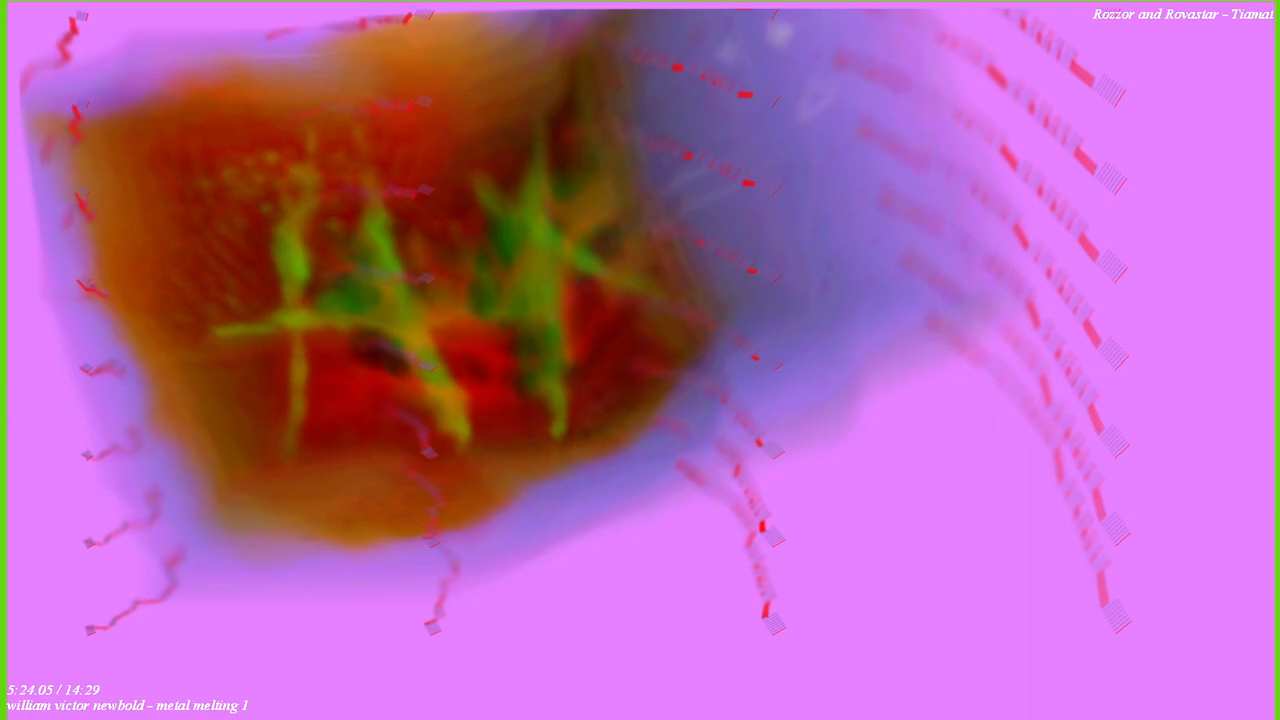 Rozzor and Rovastar - Tiamat
5:24.05 / 14:29
william victor newbold - metal melting 1